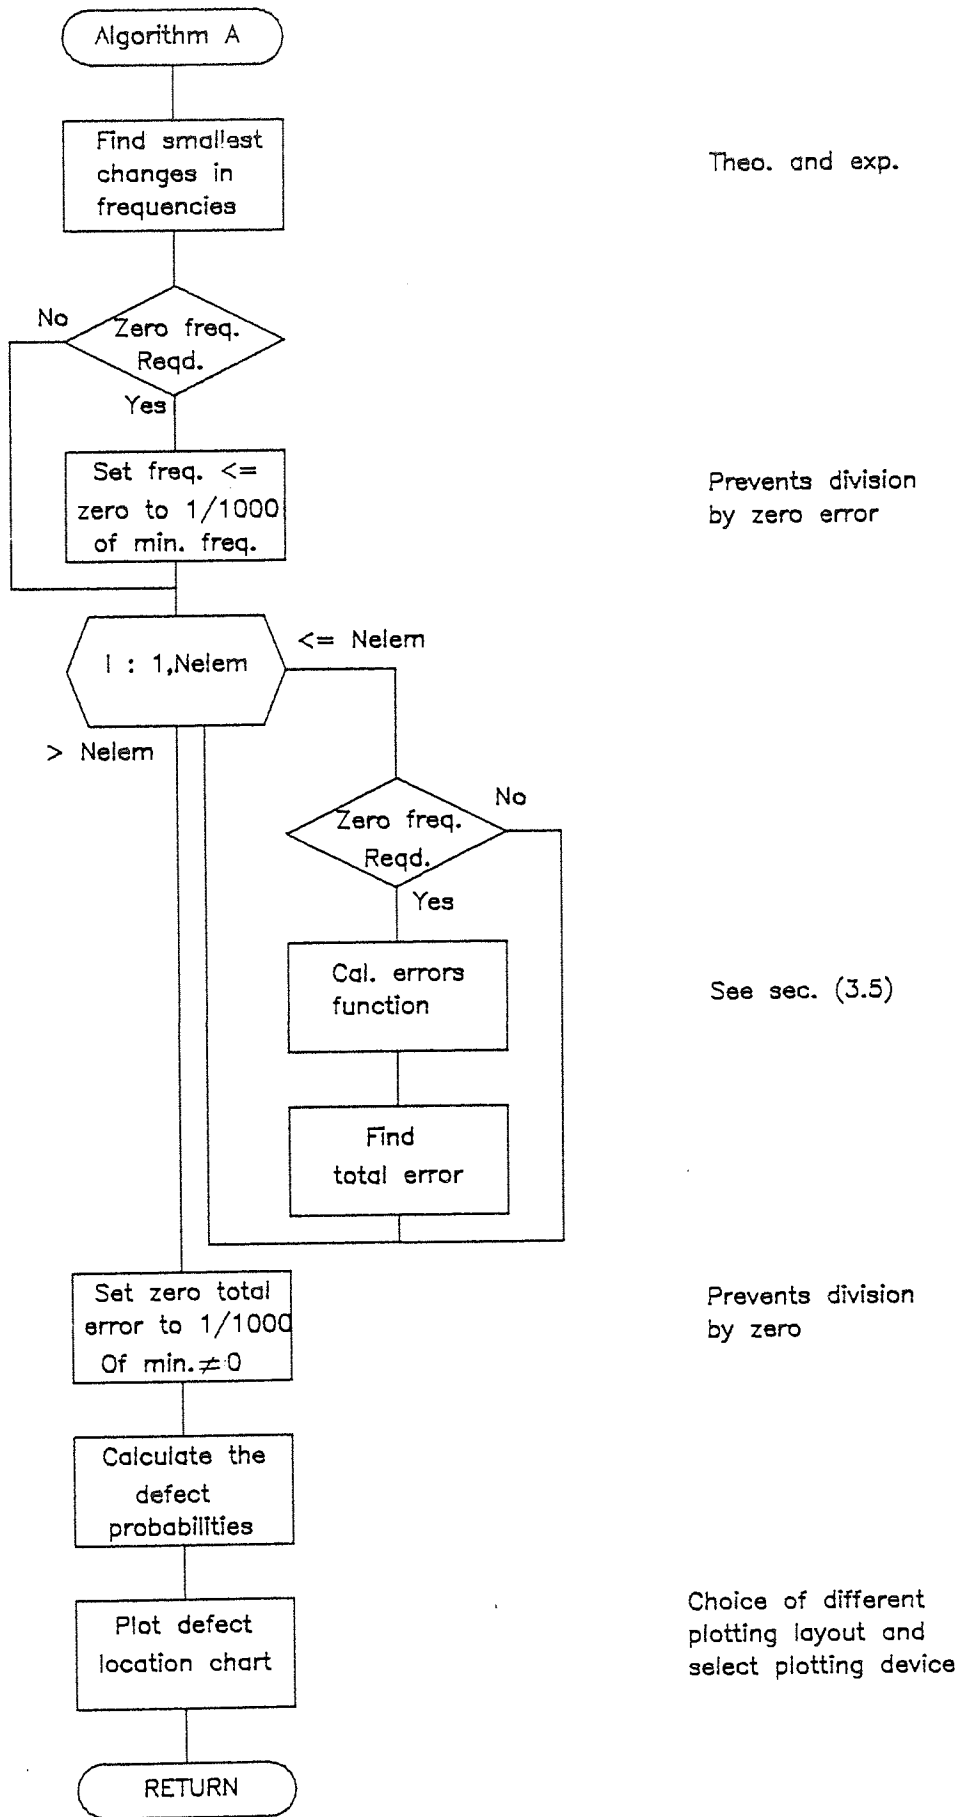 Algorithm A
Find smallest
changes in
frequencies
Theo. and exp.
No
Zero freq.
Reqd.
Yes
Set freq. <=
zero to 1/1000
of min. freq.
Prevents division
by zero error
I : 1,Nelem
<= Nelem
> Nelem
Zero freq.
Reqd.
No
Yes
Cal. errors
function
See sec. (3.5)
Find
total error
Set zero total
error to 1/1000
Of min.≠0
Prevents division
by zero
Calculate the
defect
probabilities
Plot defect
location chart
Choice of different
plotting layout and
select plotting device
RETURN